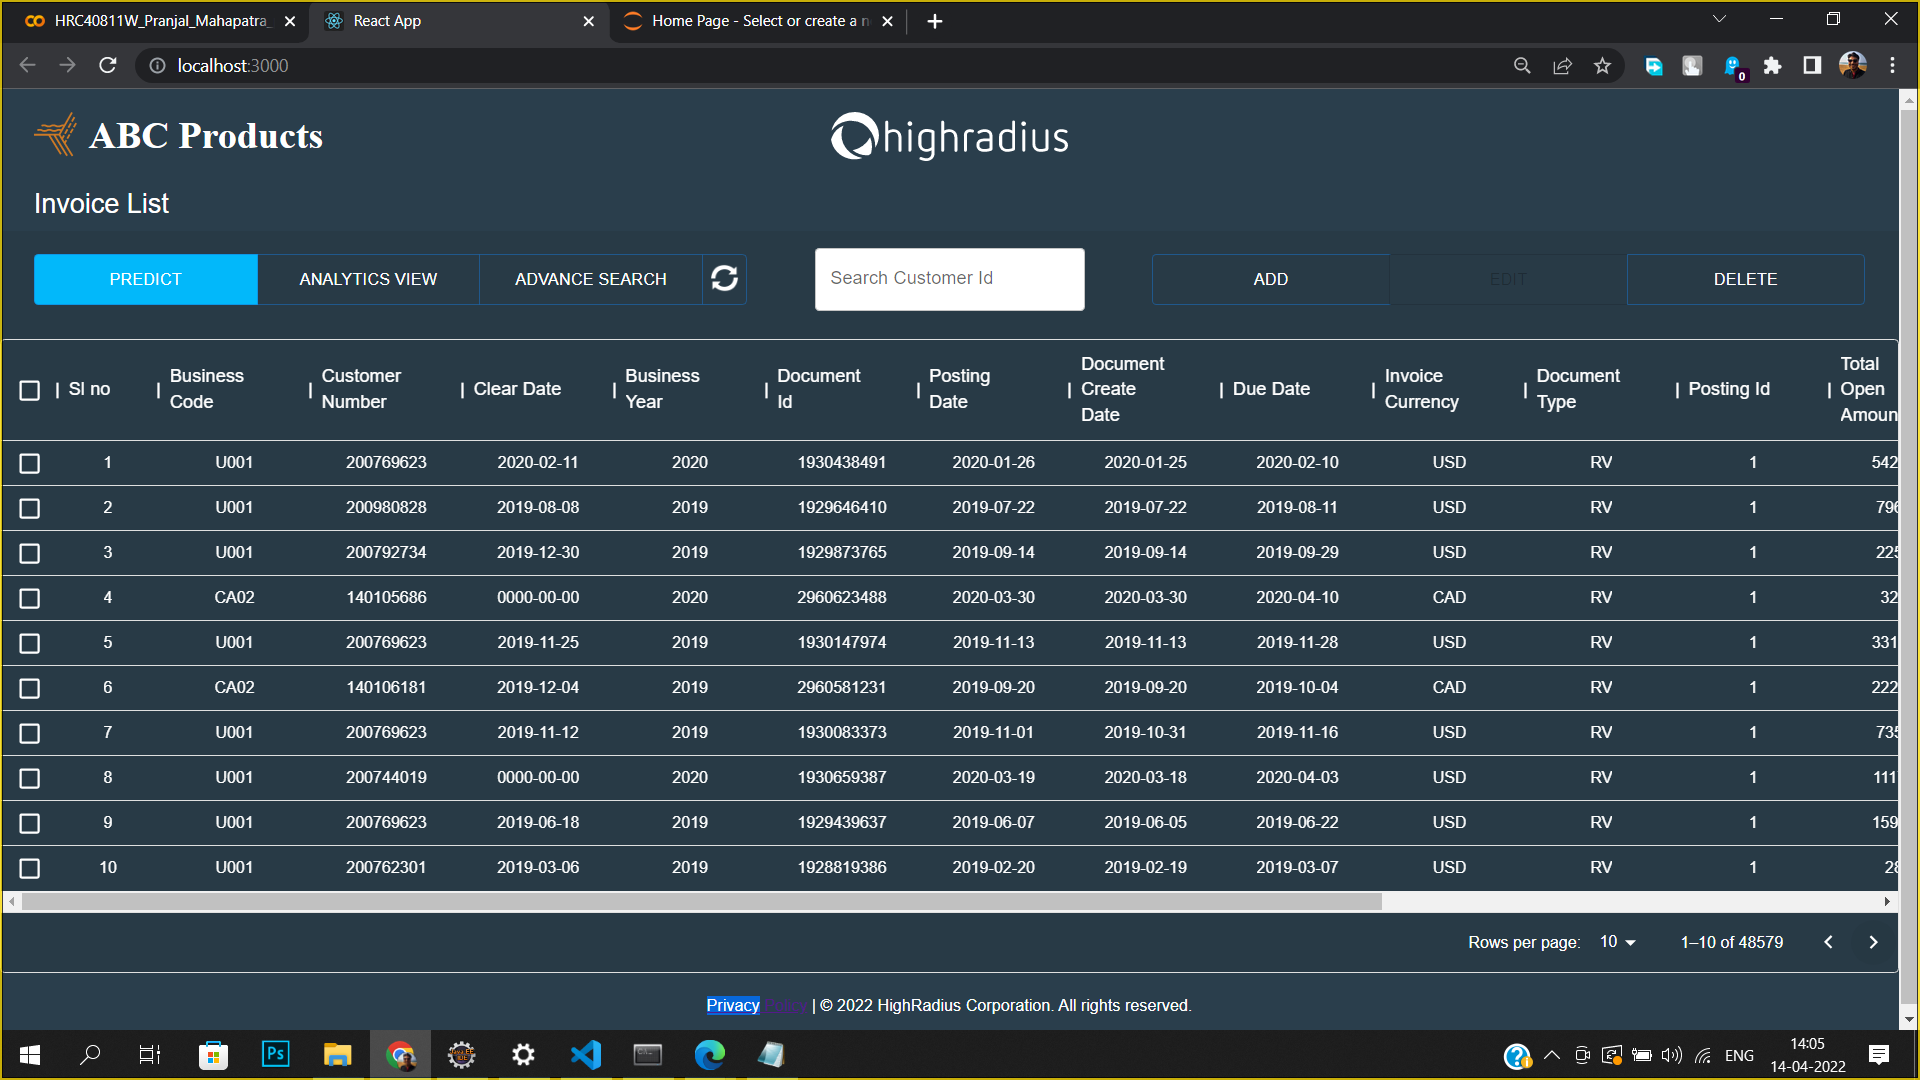 HRC40811W_Pranjal_Mahapatra_
React App
Home Page - Select or create a n
localhost:3000
0
ABC Products
highradius
Invoice List
PREDICT
ANALYTICS VIEW
ADVANCE SEARCH
Search Customer Id
ADD
EDIT
DELETE
Sl no | Business Code | Customer Number | Clear Date | Business Year | Document Id | Posting Date | Document Create Date | Due Date | Invoice Currency | Document Type | Posting Id | Total Open Amoun
1 U001 200769623 2020-02-11 2020 1930438491 2020-01-26 2020-01-25 2020-02-10 USD RV 1 542
2 U001 200980828 2019-08-08 2019 1929646410 2019-07-22 2019-07-22 2019-08-11 USD RV 1 796
3 U001 200792734 2019-12-30 2019 1929873765 2019-09-14 2019-09-14 2019-09-29 USD RV 1 225
4 CA02 140105686 0000-00-00 2020 2960623488 2020-03-30 2020-03-30 2020-04-10 CAD RV 1 32
5 U001 200769623 2019-11-25 2019 1930147974 2019-11-13 2019-11-13 2019-11-28 USD RV 1 331
6 CA02 140106181 2019-12-04 2019 2960581231 2019-09-20 2019-09-20 2019-10-04 CAD RV 1 222
7 U001 200769623 2019-11-12 2019 1930083373 2019-11-01 2019-10-31 2019-11-16 USD RV 1 735
8 U001 200744019 0000-00-00 2020 1930659387 2020-03-19 2020-03-18 2020-04-03 USD RV 1 111
9 U001 200769623 2019-06-18 2019 1929439637 2019-06-07 2019-06-05 2019-06-22 USD RV 1 159
10 U001 200762301 2019-03-06 2019 1928819386 2019-02-20 2019-02-19 2019-03-07 USD RV 1 28
Rows per page: 10 1–10 of 48579
Privacy Policy | © 2022 HighRadius Corporation. All rights reserved.
Ps
ENG
14:05
14-04-2022